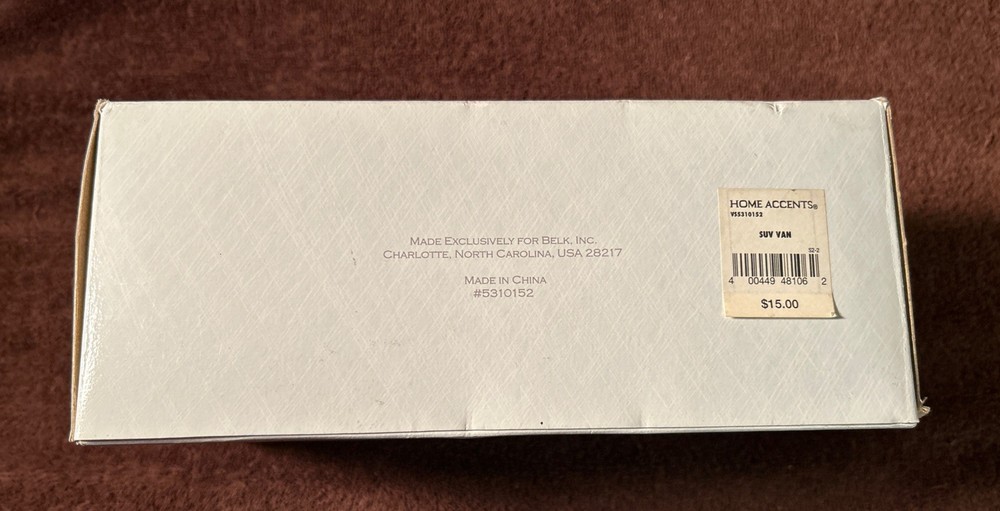 MADE EXCLUSIVELY FOR BELK, INC.
CHARLOTTE, NORTH CAROLINA, USA 28217
MADE IN CHINA
#5310152
HOME ACCENTS®
VS5310152
SUV VAN
52-2
4 00449 48106 2
$15.00